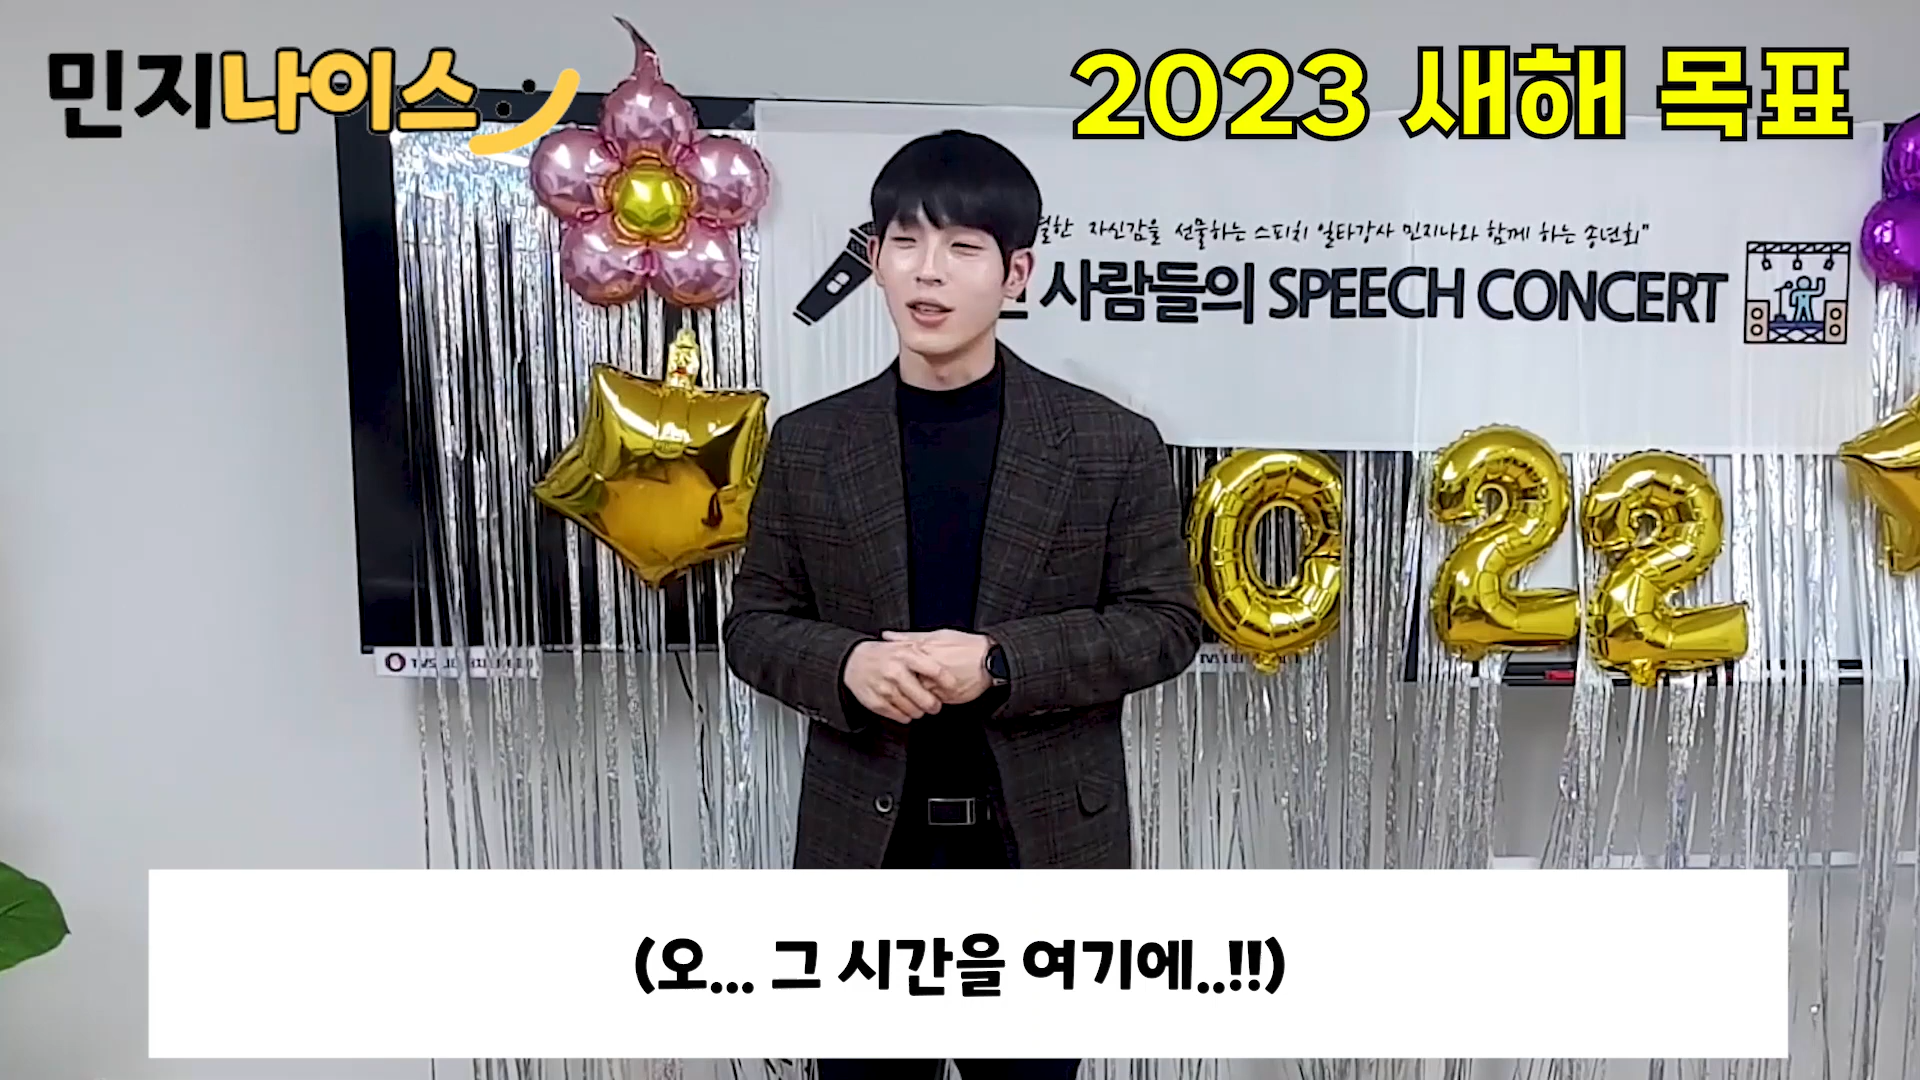 민지나이스
2023 새해 목표
자신감을 선물하는 스피치 일타강사 민지나와 함께 하는 송년회"
사람들의 SPEECH CONCERT
022
(오... 그 시간을 여기에..!!)